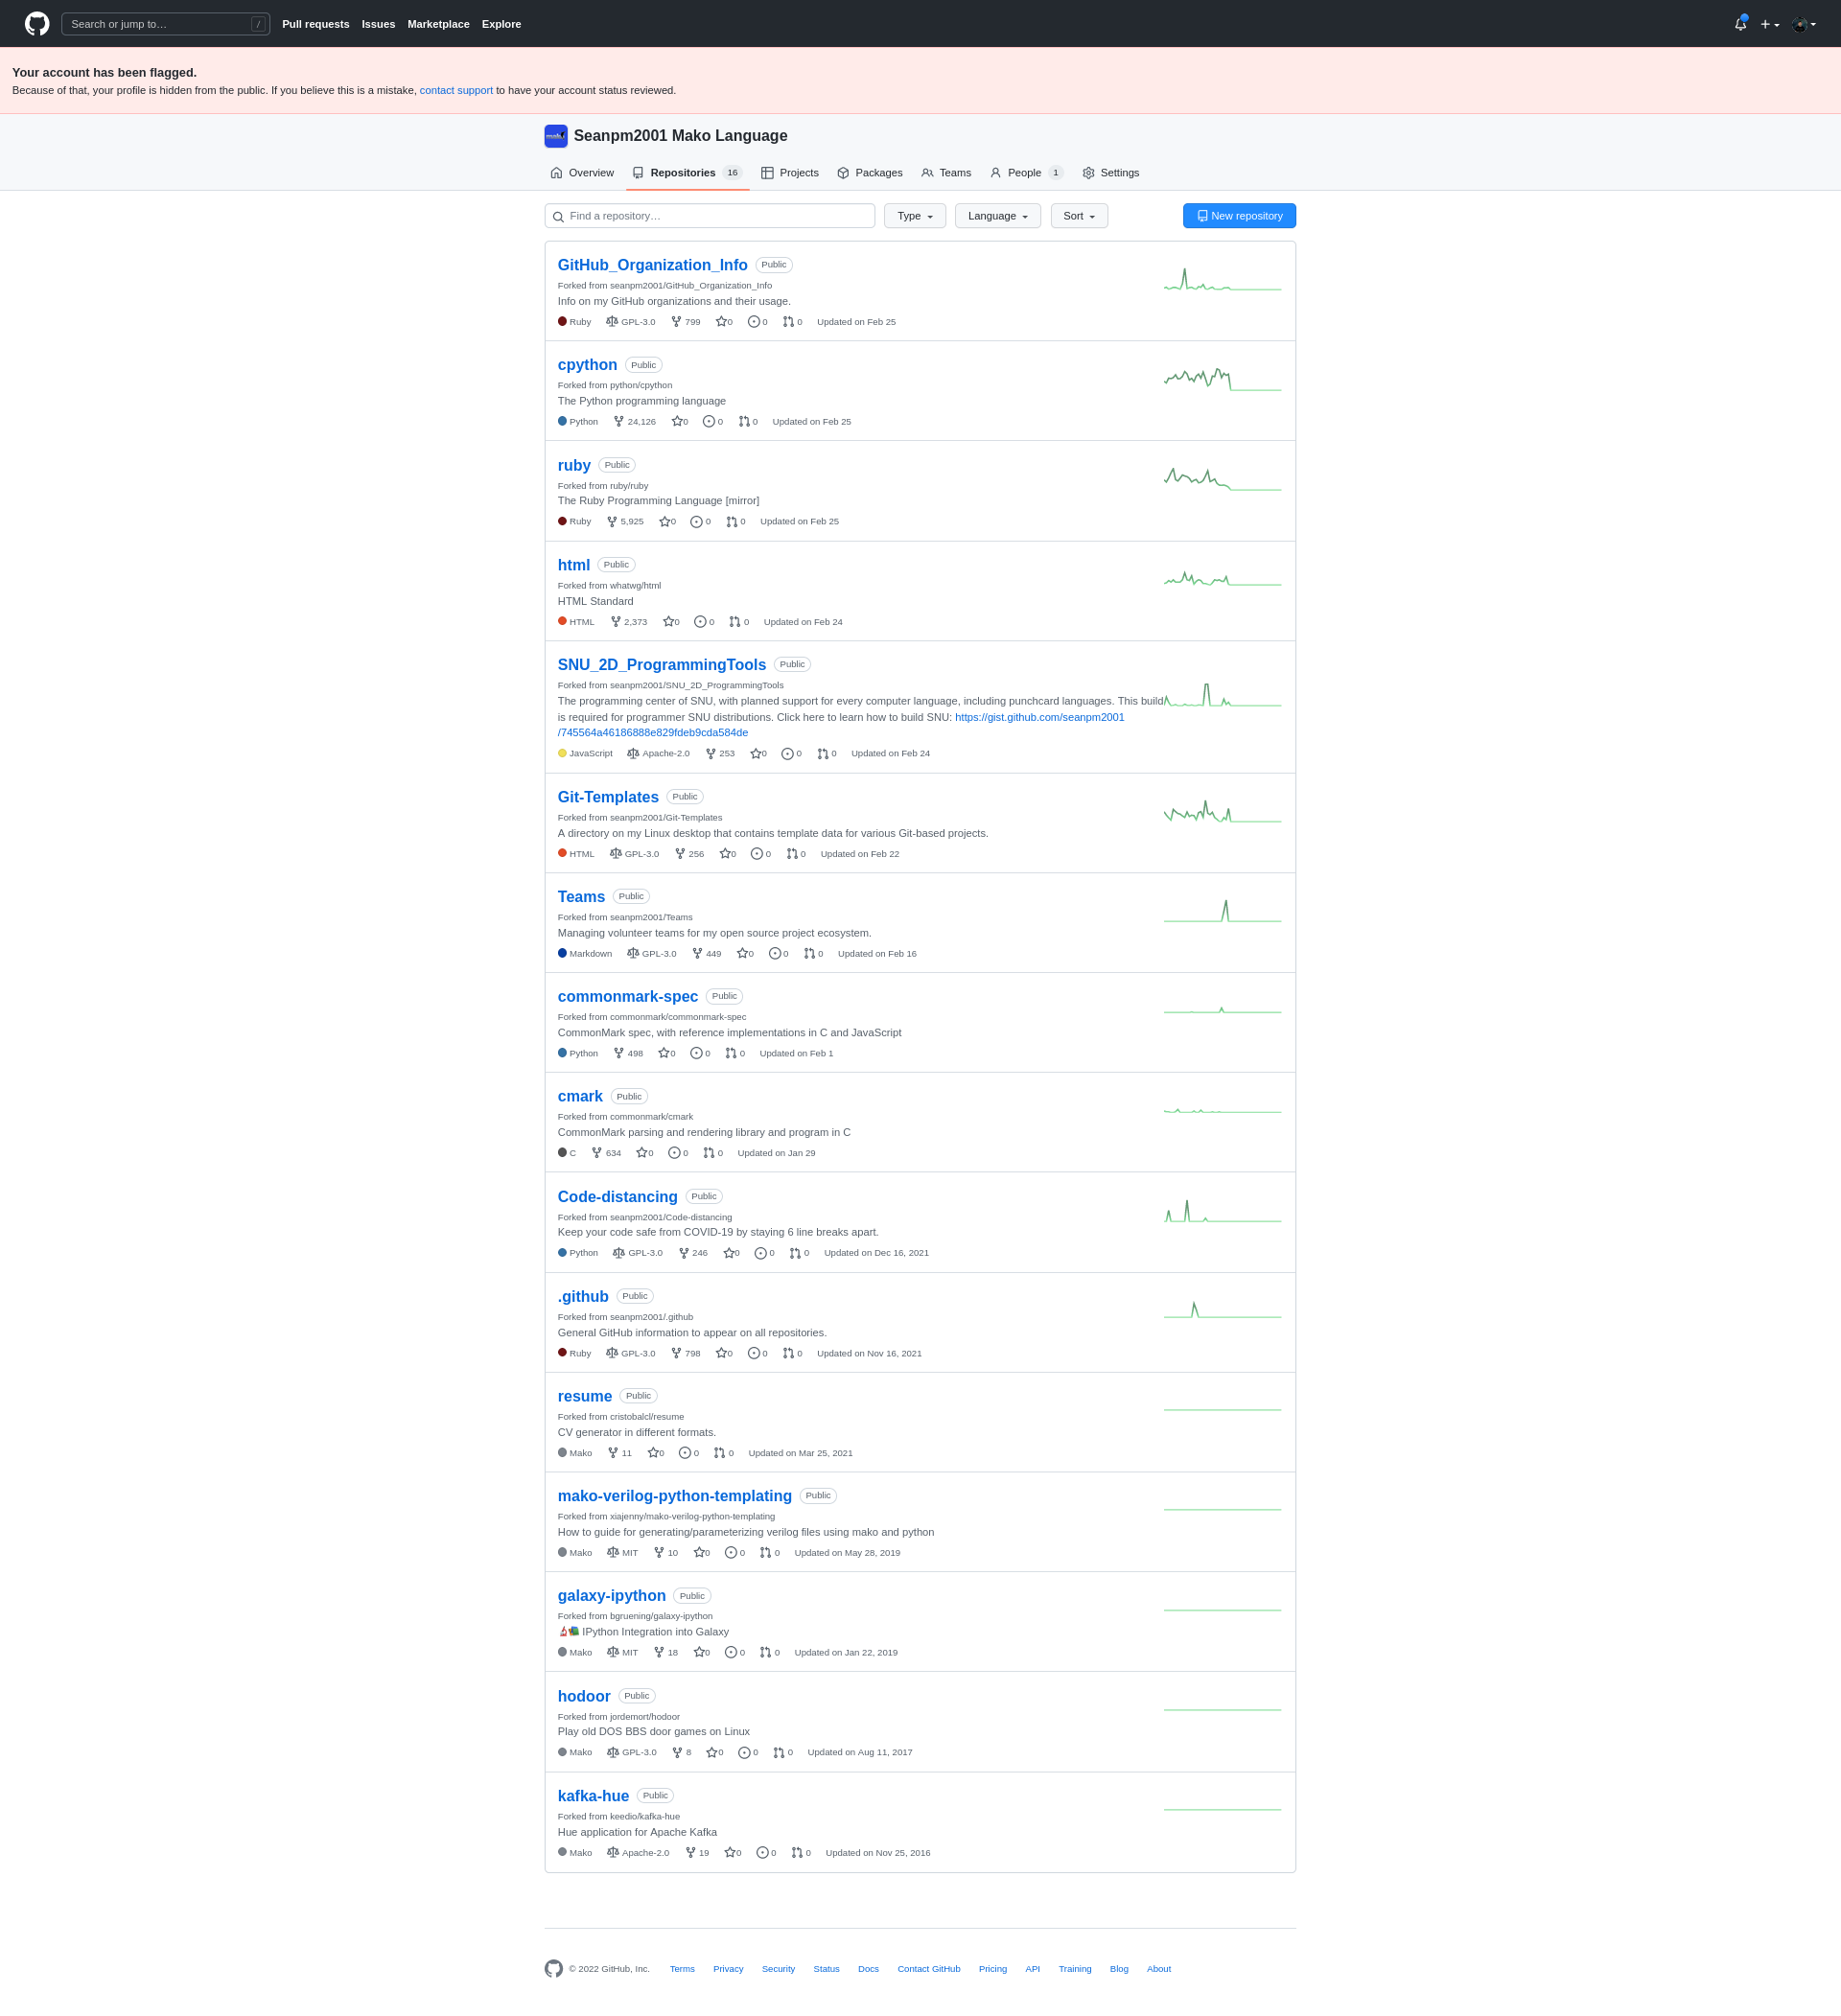 Search or jump to… /
Pull requests Issues Marketplace Explore
Your account has been flagged.
Because of that, your profile is hidden from the public. If you believe this is a mistake, contact support to have your account status reviewed.
Seanpm2001 Mako Language
Overview Repositories 16 Projects Packages Teams People 1 Settings
Find a repository… Type Language Sort New repository
GitHub_Organization_Info Public
Forked from seanpm2001/GitHub_Organization_Info
Info on my GitHub organizations and their usage.
Ruby GPL-3.0 799 0 0 0 Updated on Feb 25
cpython Public
Forked from python/cpython
The Python programming language
Python 24,126 0 0 0 Updated on Feb 25
ruby Public
Forked from ruby/ruby
The Ruby Programming Language [mirror]
Ruby 5,925 0 0 0 Updated on Feb 25
html Public
Forked from whatwg/html
HTML Standard
HTML 2,373 0 0 0 Updated on Feb 24
SNU_2D_ProgrammingTools Public
Forked from seanpm2001/SNU_2D_ProgrammingTools
The programming center of SNU, with planned support for every computer language, including punchcard languages. This build
is required for programmer SNU distributions. Click here to learn how to build SNU: https://gist.github.com/seanpm2001
/745564a46186888e829fdeb9cda584de
JavaScript Apache-2.0 253 0 0 0 Updated on Feb 24
Git-Templates Public
Forked from seanpm2001/Git-Templates
A directory on my Linux desktop that contains template data for various Git-based projects.
HTML GPL-3.0 256 0 0 0 Updated on Feb 22
Teams Public
Forked from seanpm2001/Teams
Managing volunteer teams for my open source project ecosystem.
Markdown GPL-3.0 449 0 0 0 Updated on Feb 16
commonmark-spec Public
Forked from commonmark/commonmark-spec
CommonMark spec, with reference implementations in C and JavaScript
Python 498 0 0 0 Updated on Feb 1
cmark Public
Forked from commonmark/cmark
CommonMark parsing and rendering library and program in C
C 634 0 0 0 Updated on Jan 29
Code-distancing Public
Forked from seanpm2001/Code-distancing
Keep your code safe from COVID-19 by staying 6 line breaks apart.
Python GPL-3.0 246 0 0 0 Updated on Dec 16, 2021
.github Public
Forked from seanpm2001/.github
General GitHub information to appear on all repositories.
Ruby GPL-3.0 798 0 0 0 Updated on Nov 16, 2021
resume Public
Forked from cristobalcl/resume
CV generator in different formats.
Mako 11 0 0 0 Updated on Mar 25, 2021
mako-verilog-python-templating Public
Forked from xiajenny/mako-verilog-python-templating
How to guide for generating/parameterizing verilog files using mako and python
Mako MIT 10 0 0 0 Updated on May 28, 2019
galaxy-ipython Public
Forked from bgruening/galaxy-ipython
IPython Integration into Galaxy
Mako MIT 18 0 0 0 Updated on Jan 22, 2019
hodoor Public
Forked from jordemort/hodoor
Play old DOS BBS door games on Linux
Mako GPL-3.0 8 0 0 0 Updated on Aug 11, 2017
kafka-hue Public
Forked from keedio/kafka-hue
Hue application for Apache Kafka
Mako Apache-2.0 19 0 0 0 Updated on Nov 25, 2016
© 2022 GitHub, Inc. Terms Privacy Security Status Docs Contact GitHub Pricing API Training Blog About